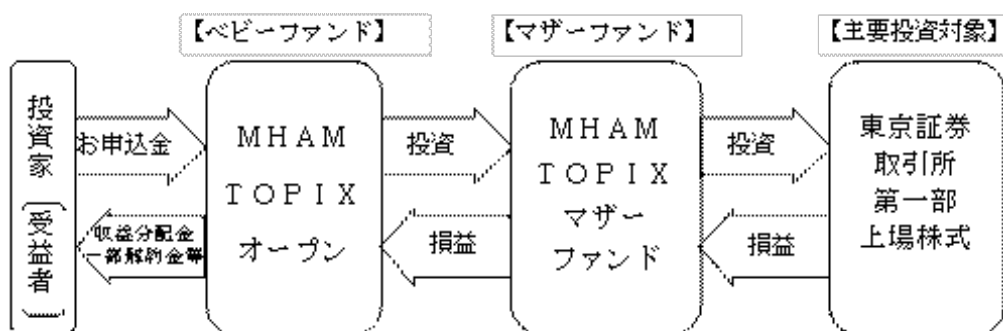 【ベビーファンド】
【マザーファンド】
【主要投資対象】
投資家（受益者）
お申込金
収益分配金
一部解約金等
ＭＨＡＭ
ＴＯＰＩＸ
オープン
投資
損益
ＭＨＡＭ
ＴＯＰＩＸ
マザー
ファンド
投資
損益
東京証券
取引所
第一部
上場株式